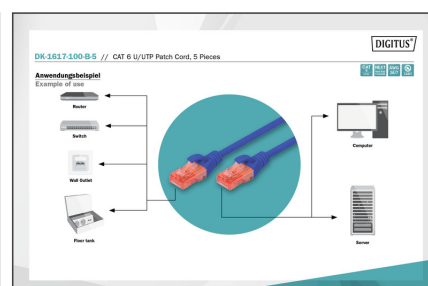 DIGITUS®
DK-1617-100-B-5 // CAT 6 U/UTP Patch Cord, 5 Pieces
Anwendungsbeispiel
Example of use
Router
Switch
Wall Outlet
Floor tank
Computer
Server